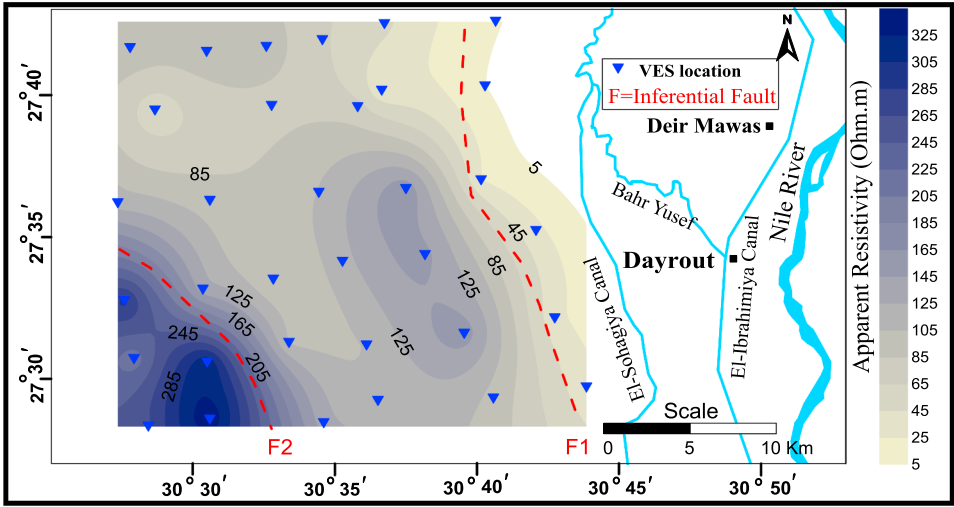 N
VES location
F=Inferential Fault
Deir Mawas
Nile River
Bahr Yusef
Dayrout
El-Ibrahimiya Canal
El-Sohagiya Canal
Scale
0 5 10 Km
5
45
85
125
85
125
125
165
205
245
285
F2
F1
27° 40′
27° 35′
27° 30′
30° 30′
30° 35′
30° 40′
30° 45′
30° 50′
Apparent Resistivity (Ohm.m)
325
305
285
265
245
225
205
185
165
145
125
105
85
65
45
25
5